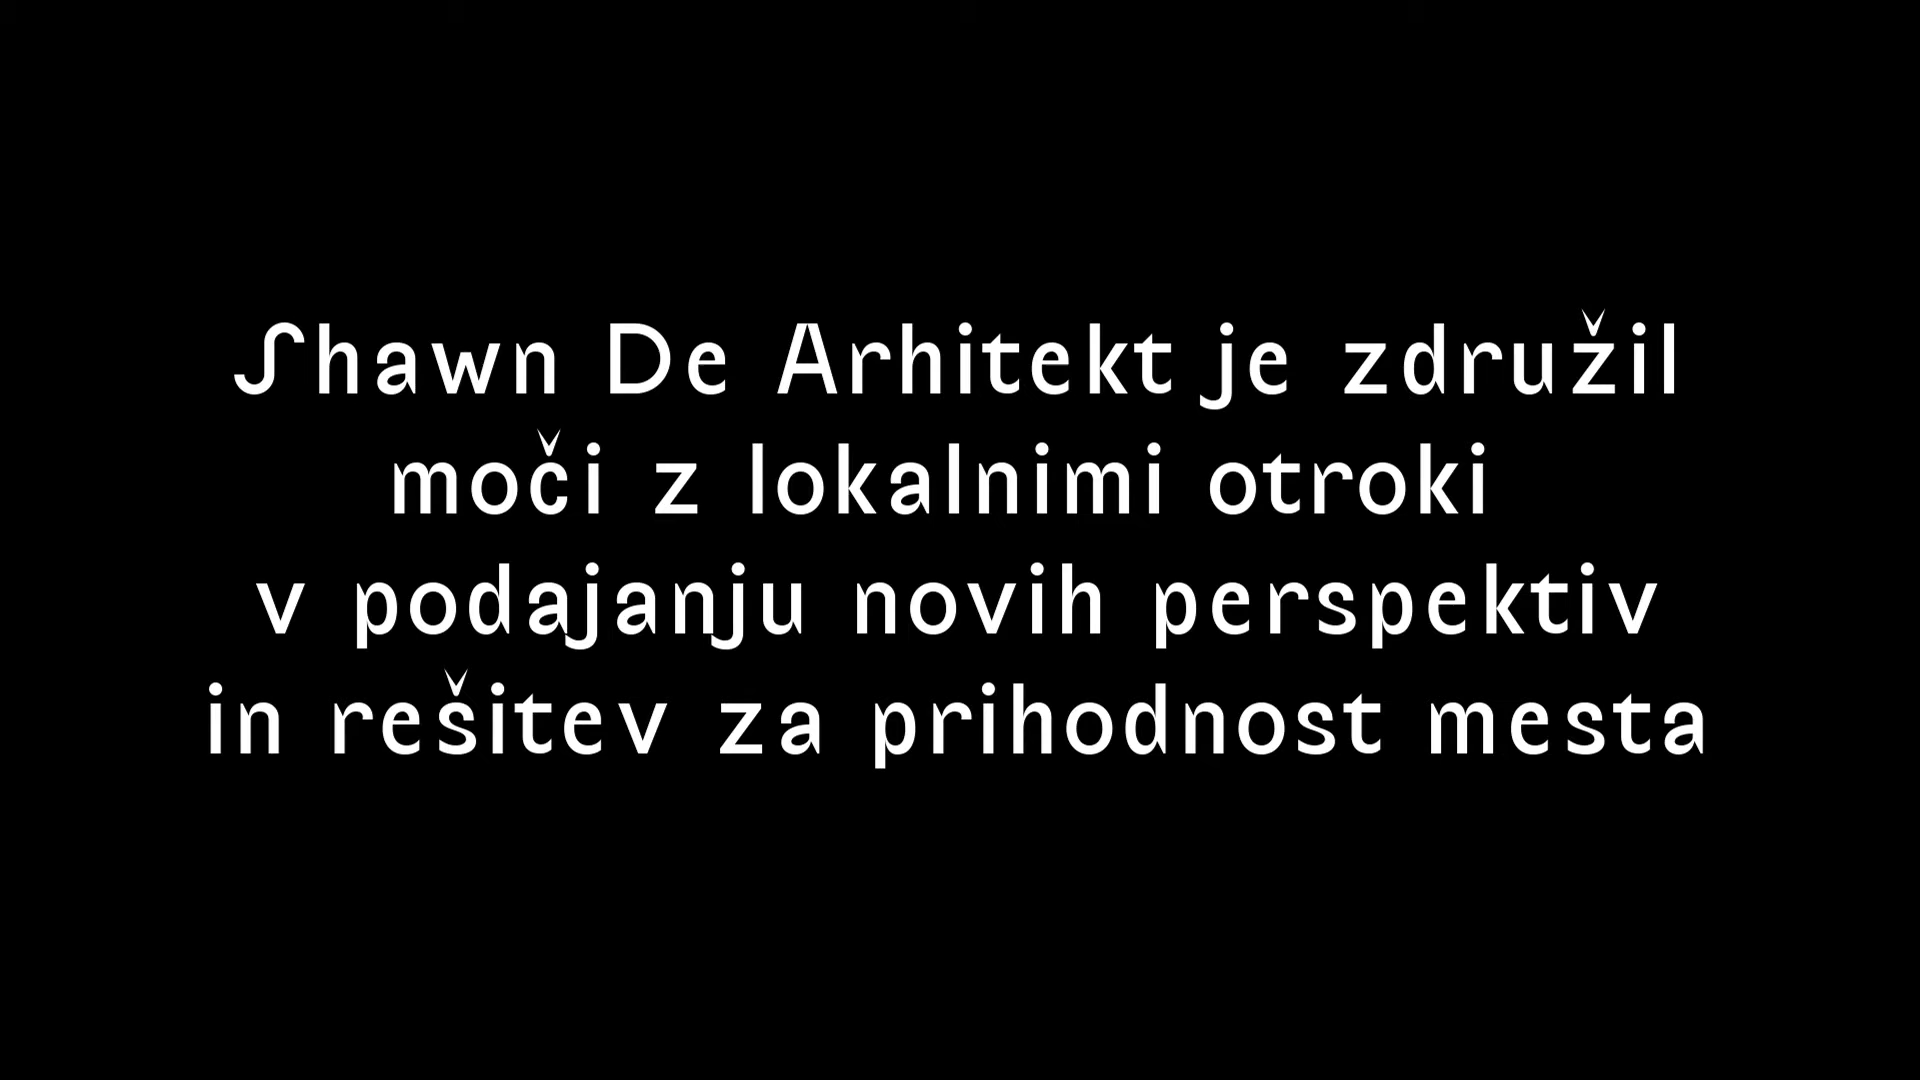 Shawn De Arhitekt je združil
moči z lokalnimi otroki
v podajanju novih perspektiv
in rešitev za prihodnost mesta